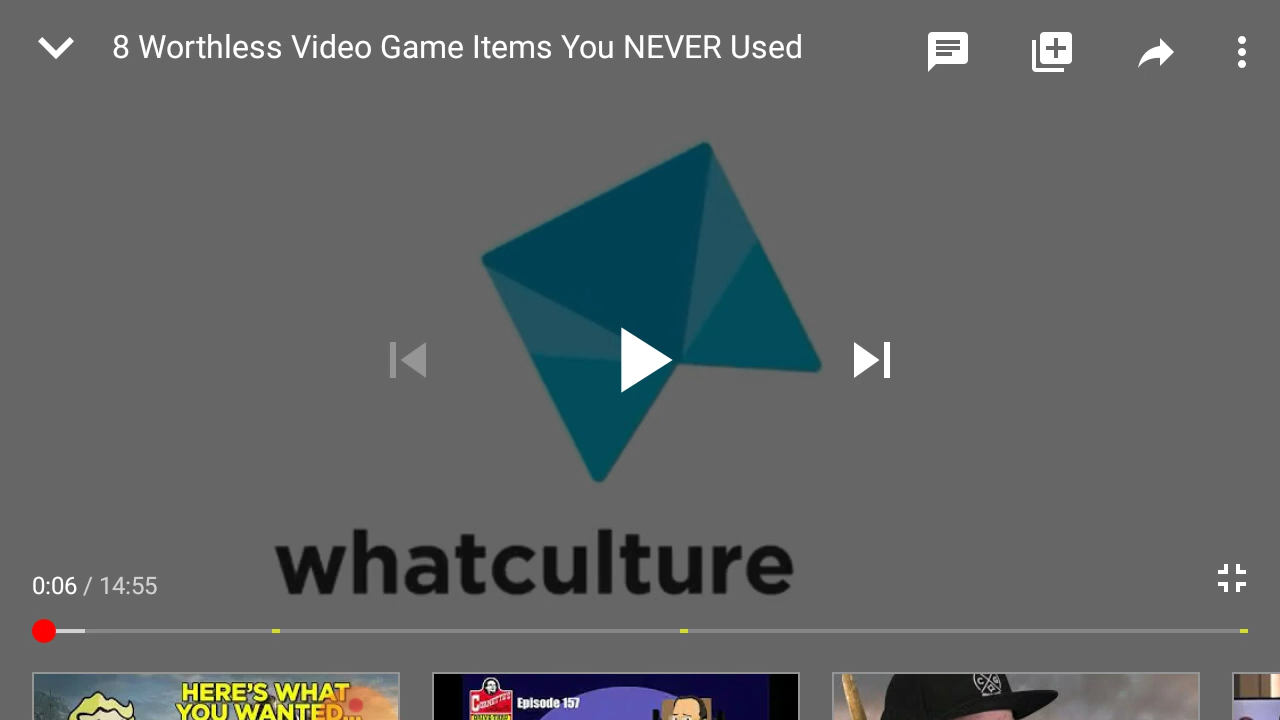 8 Worthless Video Game Items You NEVER Used
whatculture
0:06 / 14:55
HERE'S WHAT
YOU WANTED...
CORNETTE'S
Episode 157